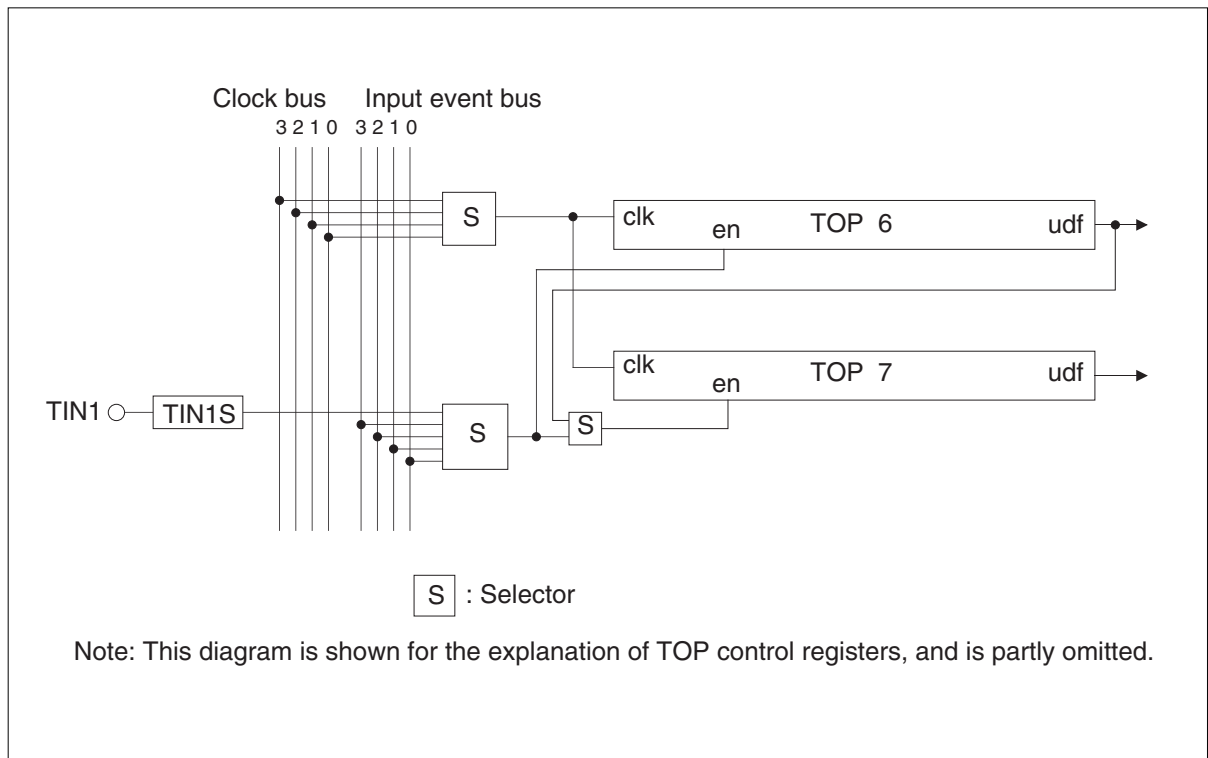 Clock bus Input event bus
3 2 1 0 3 2 1 0
S
clk en TOP 6 udf
clk en TOP 7 udf
TIN1 TIN1S
S
S
S : Selector
Note: This diagram is shown for the explanation of TOP control registers, and is partly omitted.